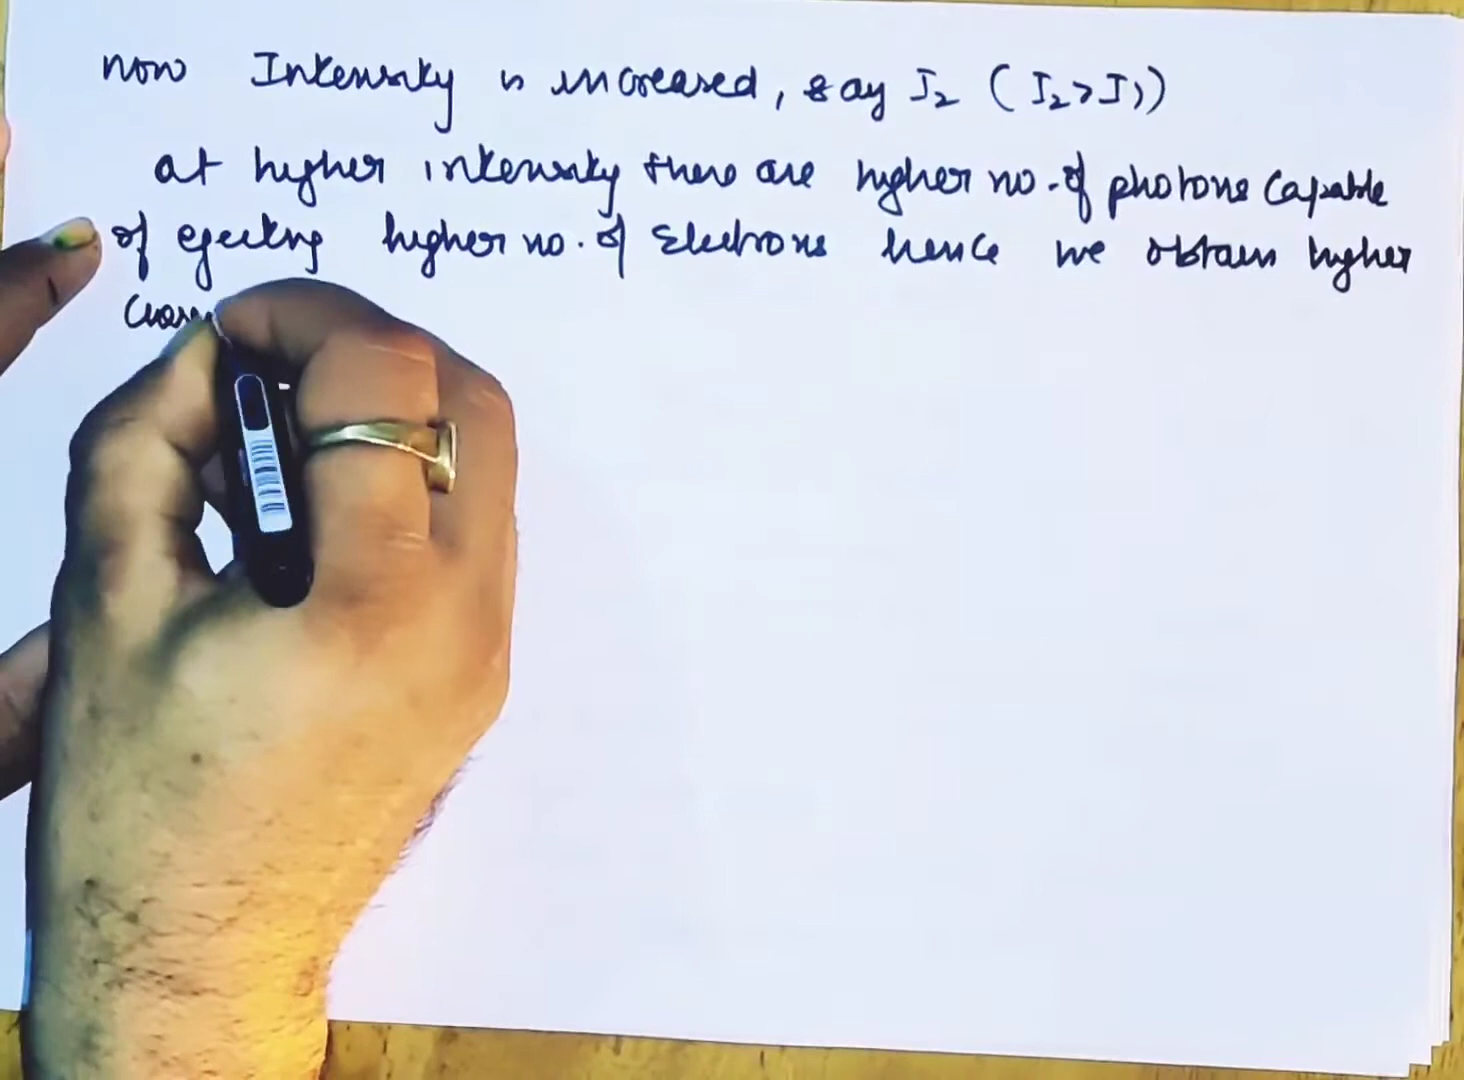 now Intensity is increased, say I2 (I2>I1)
at higher intensity there are higher no. of photons capable
of ejecting higher no. of Electrons hence we obtain higher